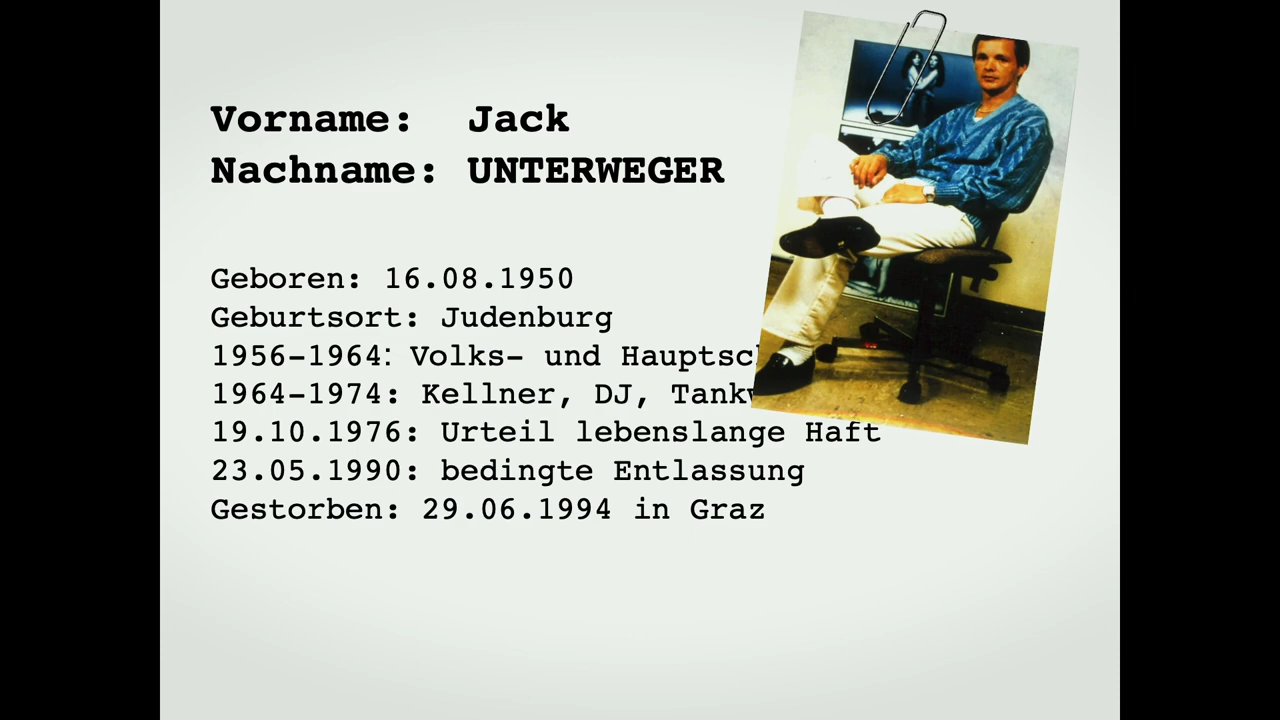 Vorname: Jack
Nachname: UNTERWEGER
Geboren: 16.08.1950
Geburtsort: Judenburg
1956-1964: Volks- und
1964-1974: Kellner, DJ,
19.10.1976: Urteil lebenslange Haft
23.05.1990: bedingte Entlassung
Gestorben: 29.06.1994 in Graz